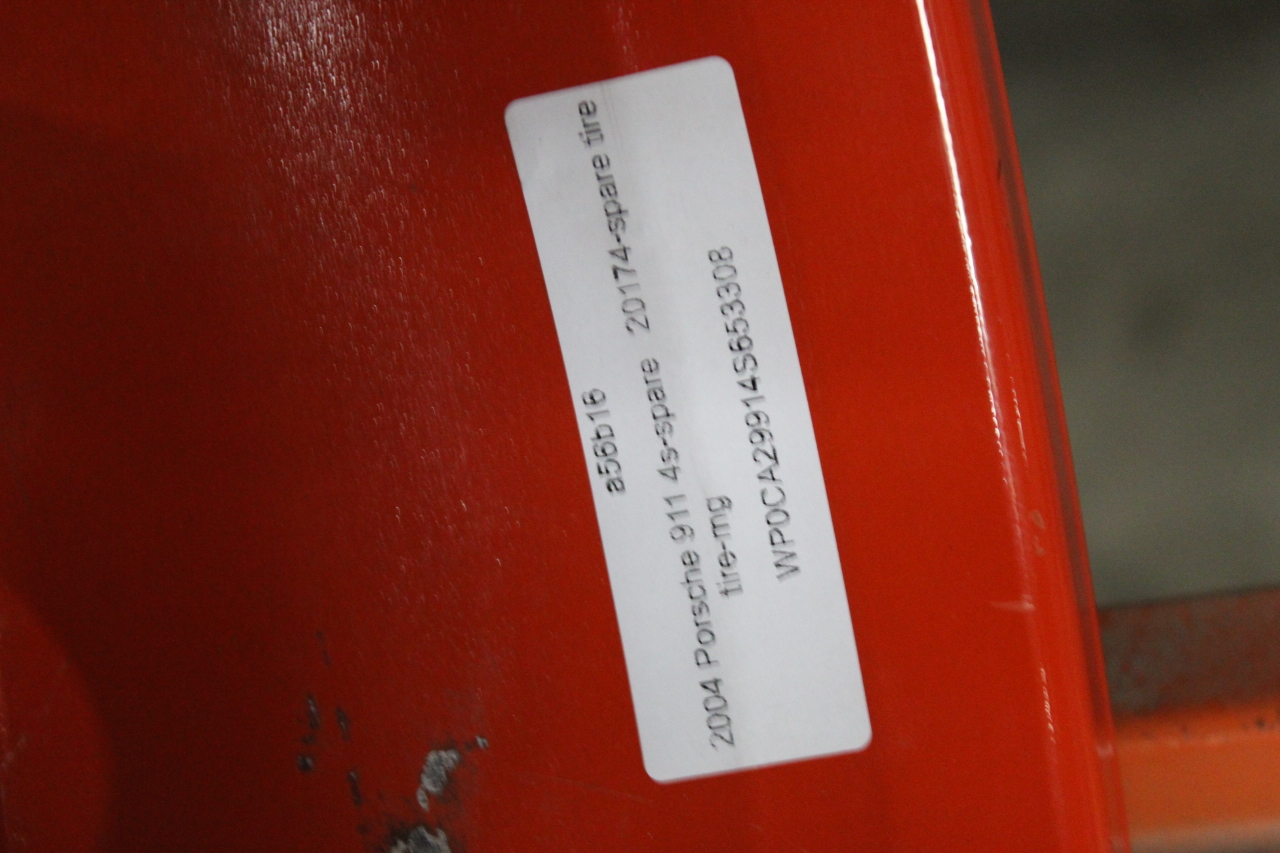 a56b16
2004 Porsche 911 4s-spare 20174-spare tire
tire-mg
WP0CA29914S653308